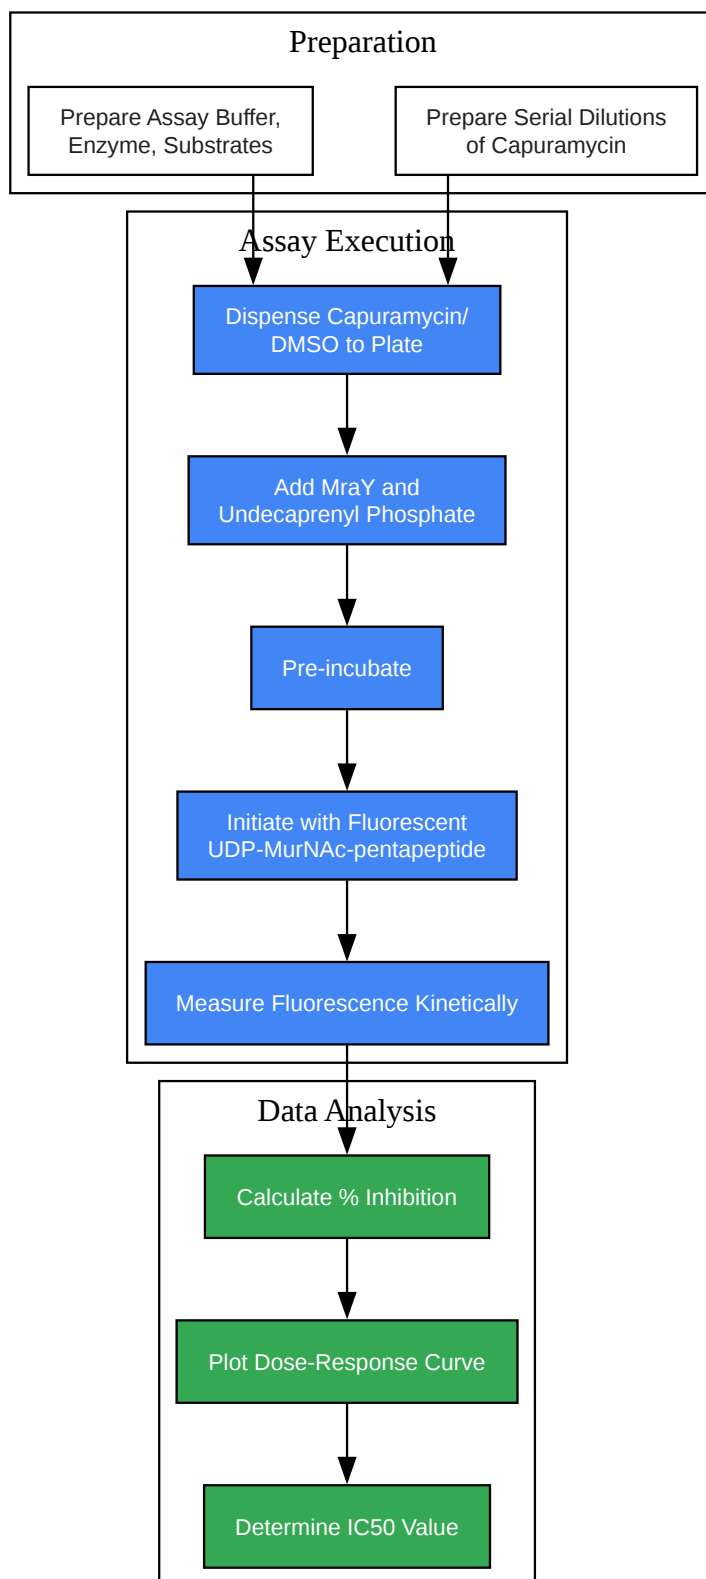 Preparation
Prepare Assay Buffer,
Enzyme, Substrates
Prepare Serial Dilutions
of Capuramycin
Assay Execution
Dispense Capuramycin/
DMSO to Plate
Add MraY and
Undecaprenyl Phosphate
Pre-incubate
Initiate with Fluorescent
UDP-MurNAc-pentapeptide
Measure Fluorescence Kinetically
Data Analysis
Calculate % Inhibition
Plot Dose-Response Curve
Determine IC50 Value